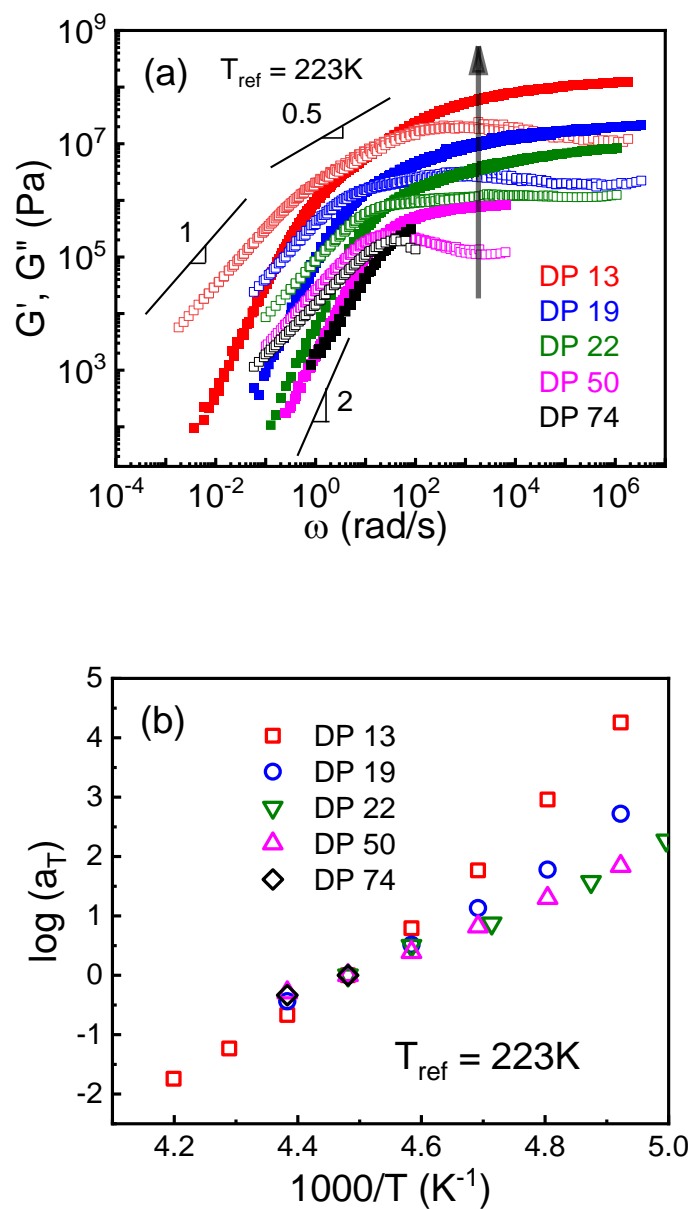 (a)
T_ref = 223K
0.5
1
2
G', G" (Pa)
10^9
10^7
10^5
10^3
DP 13
DP 19
DP 22
DP 50
DP 74
10^-4 10^-2 10^0 10^2 10^4 10^6
ω (rad/s)
(b)
DP 13
DP 19
DP 22
DP 50
DP 74
log (a_T)
5
4
3
2
1
0
-1
-2
T_ref = 223K
4.2 4.4 4.6 4.8 5.0
1000/T (K^-1)